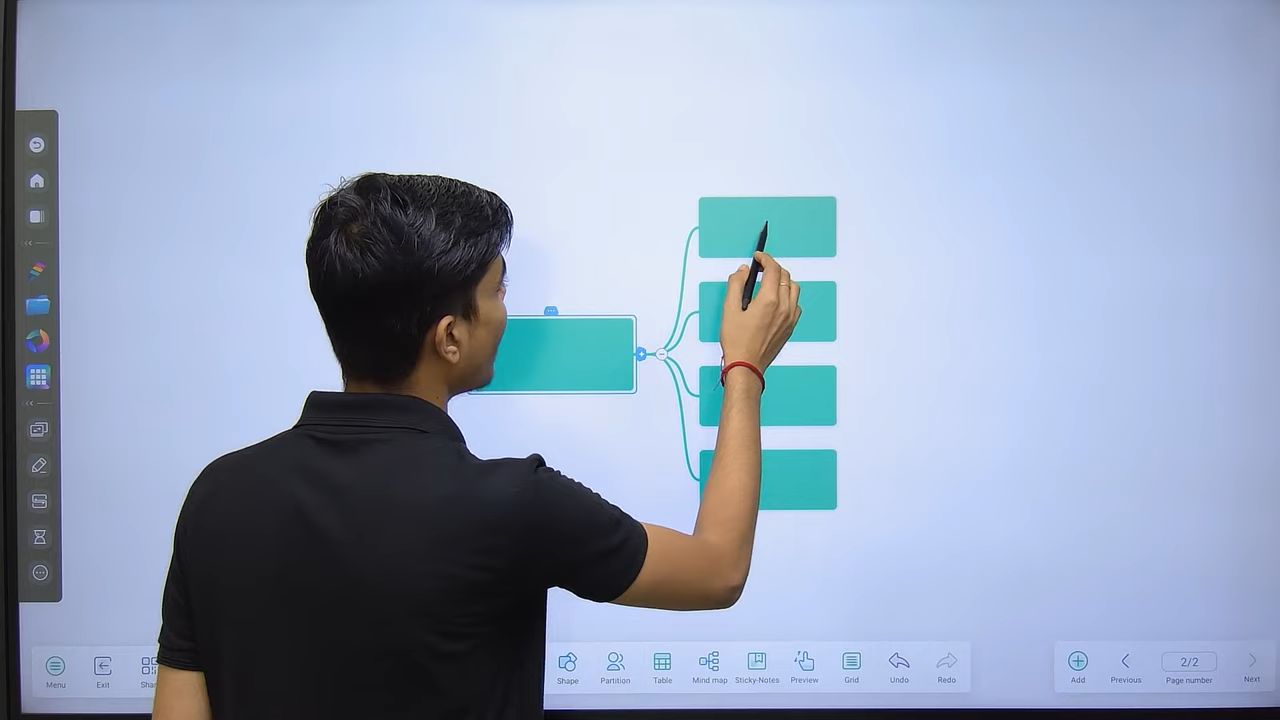 Menu
Exit
Shape
Partition
Table
Mind map
Sticky-Notes
Preview
Grid
Undo
Redo
Add
Previous
2/2
Page number
Next